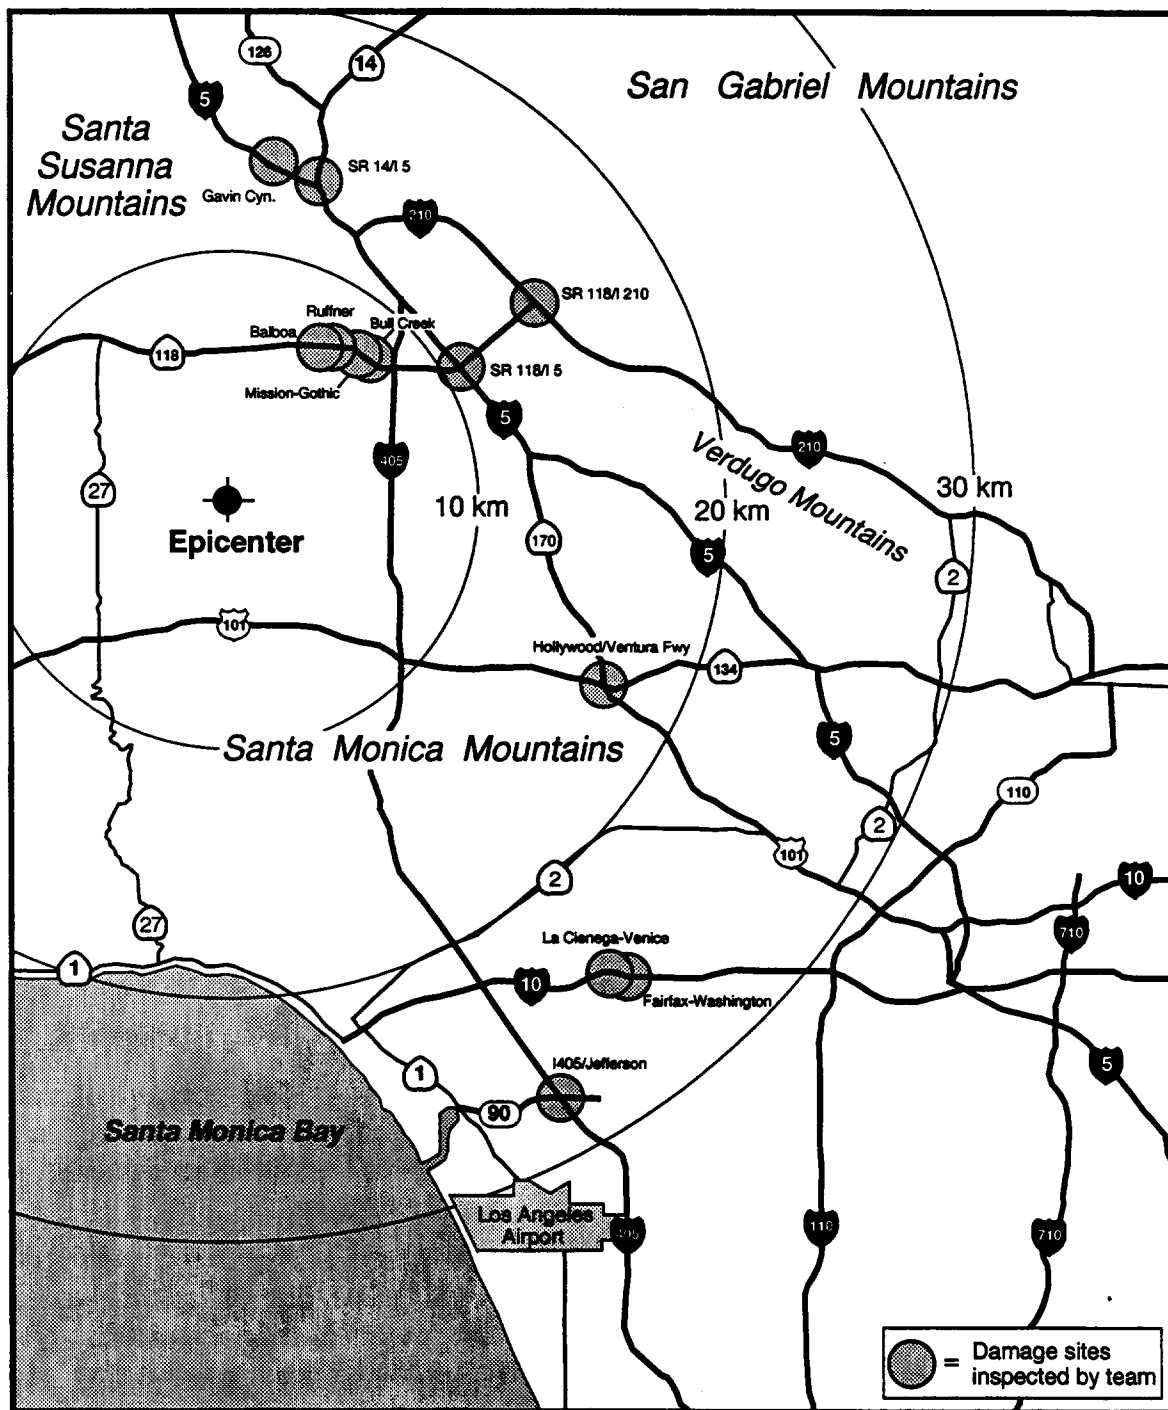 126
14
San Gabriel Mountains
5
Santa
Susanna
Mountains
SR 14/I 5
Gavin Cyn.
210
SR 118/I 210
Ruffner
Bull Creek
Balboa
118
SR 118/I 5
Mission-Gothic
5
405
210
Verdugo Mountains
27
10 km
20 km
30 km
Epicenter
170
5
2
101
Hollywood/Ventura Fwy
134
Santa Monica Mountains
5
110
2
101
2
10
27
710
La Cienega-Venice
1
10
Fairfax-Washington
I405/Jefferson
1
5
90
Santa Monica Bay
Los Angeles
Airport
405
110
710
= Damage sites
inspected by team